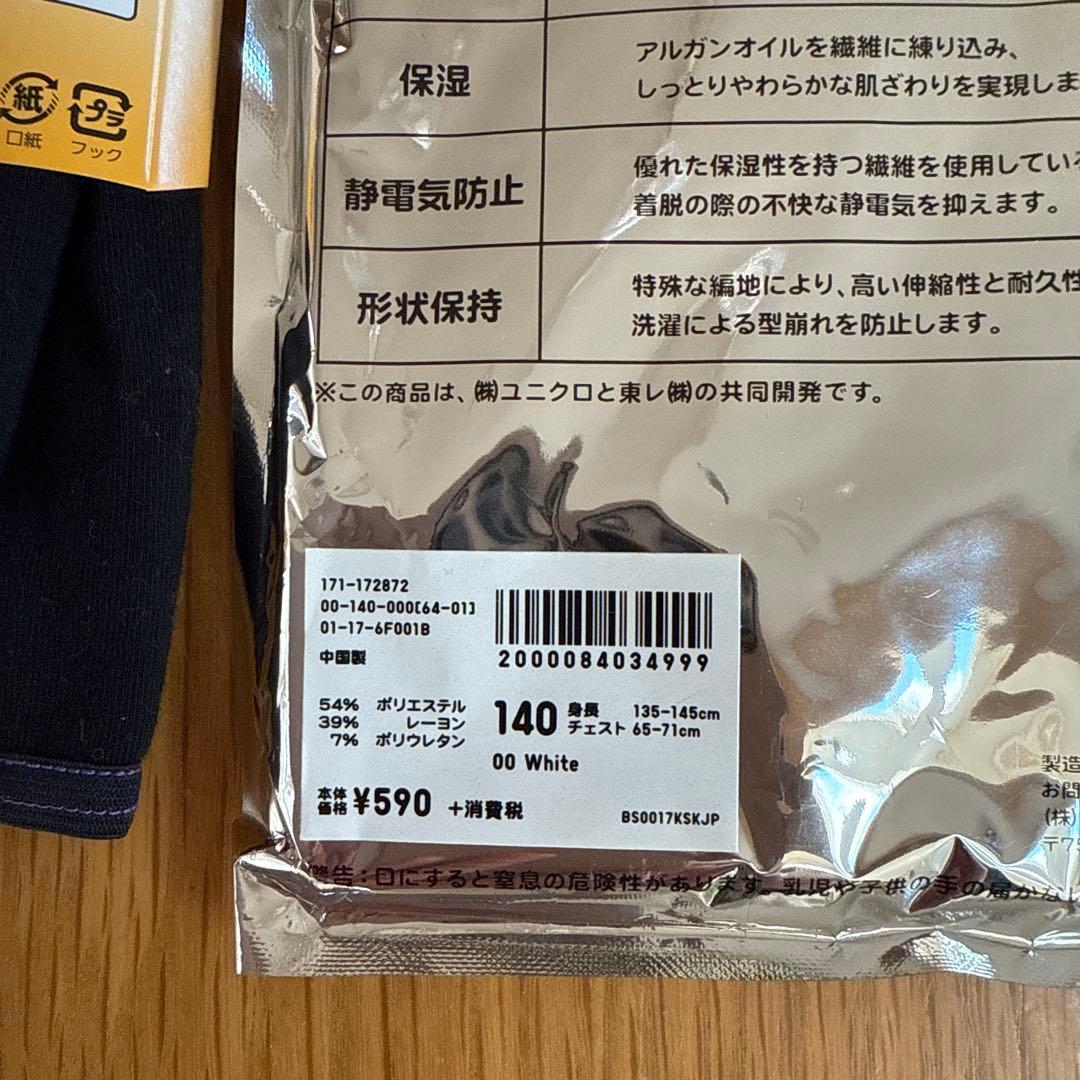 紙
口紙
プラ
フック
保湿
アルガンオイルを繊維に練り込み、
しっとりやわらかな肌ざわりを実現しま
静電気防止
優れた保湿性を持つ繊維を使用している
着脱の際の不快な静電気を抑えます。
形状保持
特殊な編地により、高い伸縮性と耐久性
洗濯による型崩れを防止します。
※この商品は、㈱ユニクロと東レ㈱の共同開発です。
171-172872
00-140-000[64-01]
01-17-6F001B
中国製
2000084034999
54% ポリエステル
39% レーヨン
7% ポリウレタン
140 身長 135-145cm
チェスト 65-71cm
00 White
本体価格 ¥590 +消費税
BS0017KSKJP
製造
お問
(株)
〒7
警告：口にすると窒息の危険性があります。乳児や子供の手の届かない